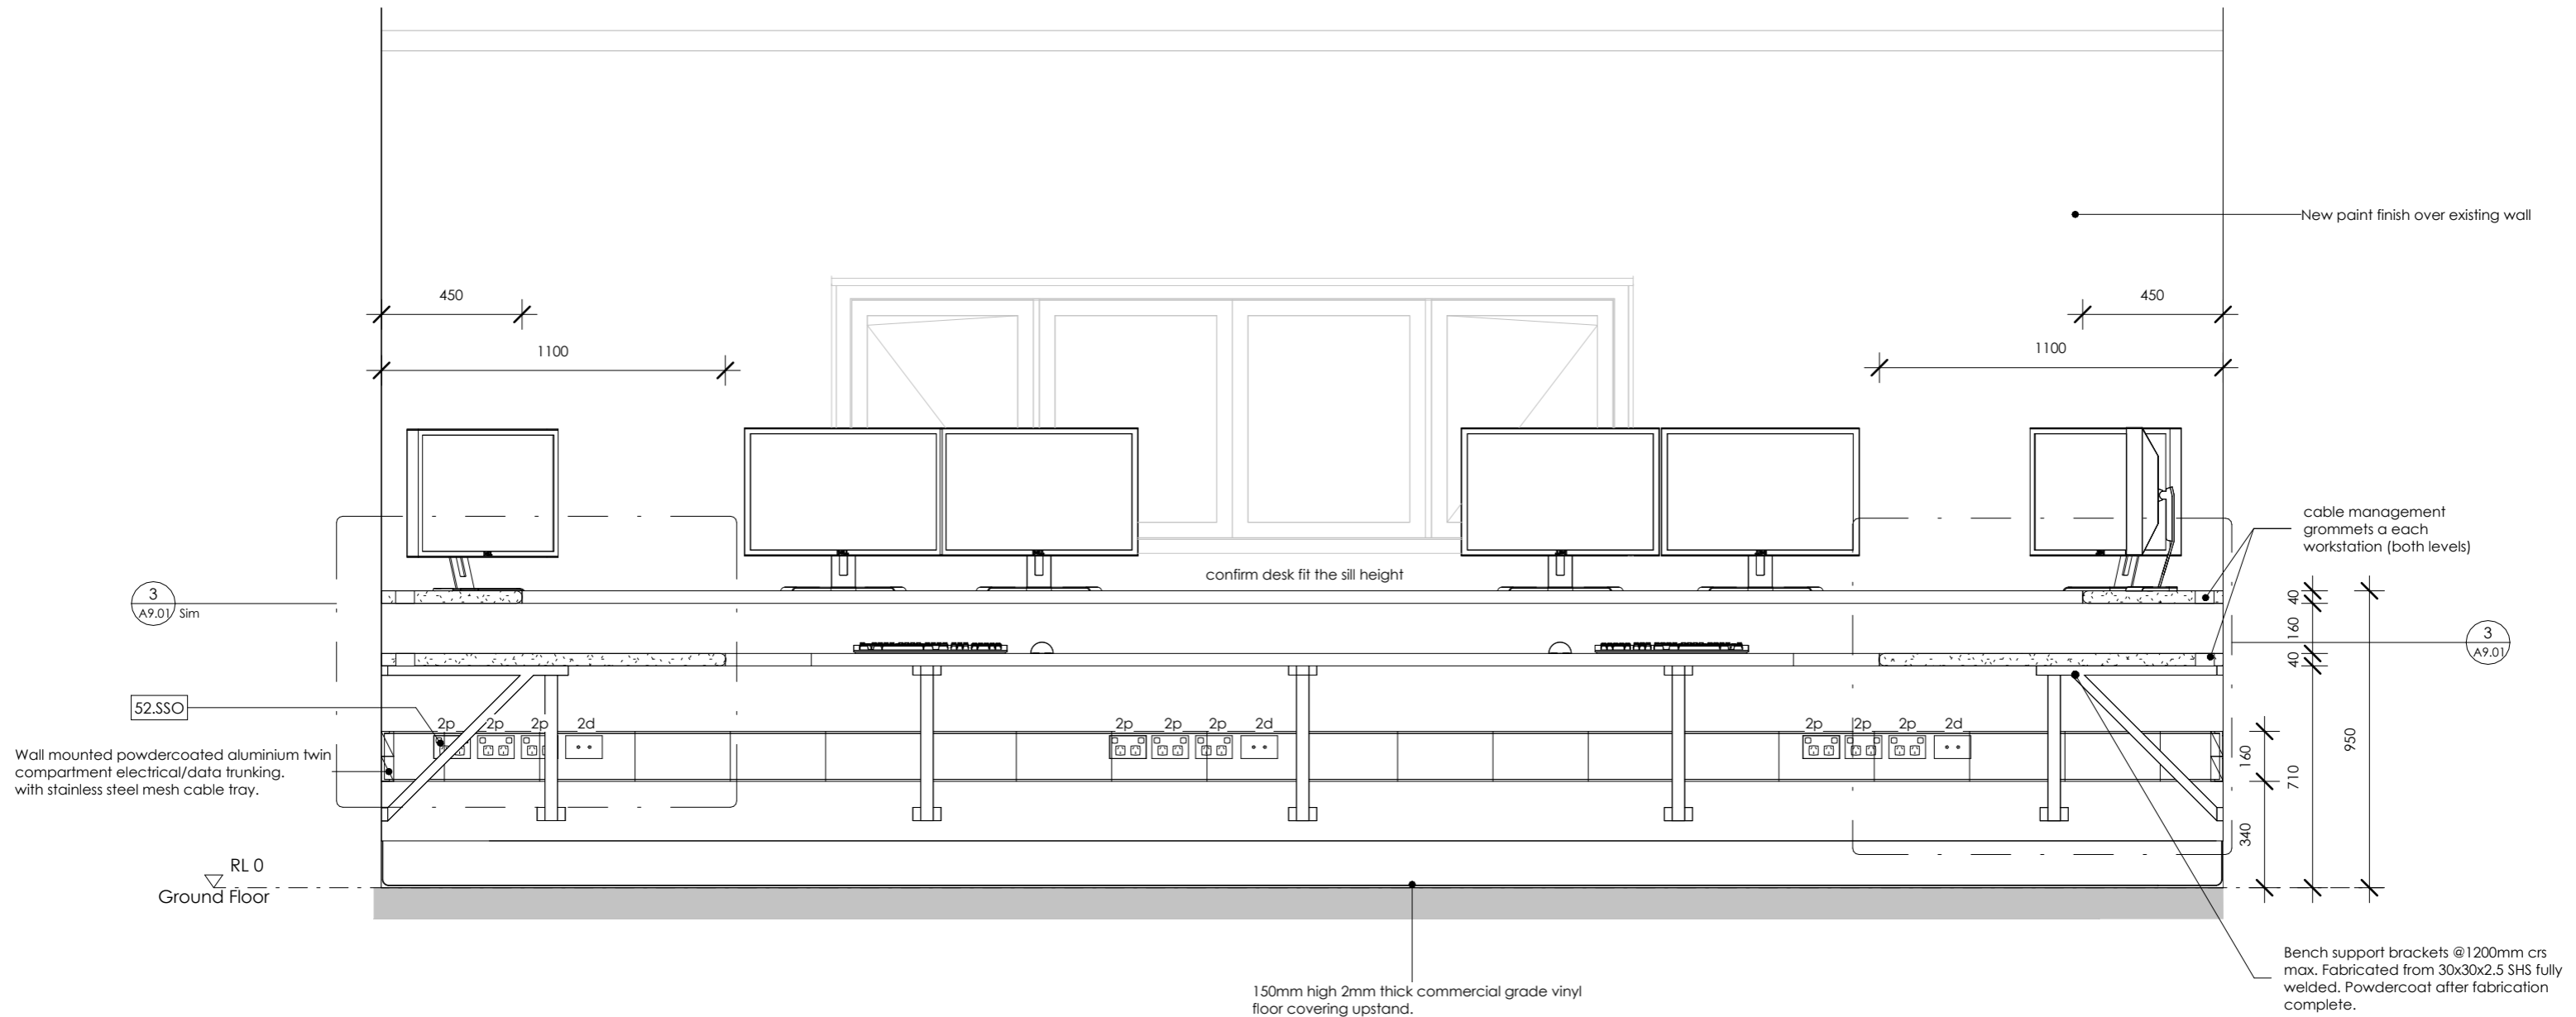 New paint finish over existing wall
450
450
1100
1100
cable management
grommets a each
workstation (both levels)
confirm desk fit the sill height
3
A9.01 Sim
40
160
40
3
A9.01
52.SSO
2p 2p 2p 2d
2p 2p 2p 2d
2p 2p 2p 2d
Wall mounted powdercoated aluminium twin
compartment electrical/data trunking.
with stainless steel mesh cable tray.
160
710
950
340
RL 0
Ground Floor
150mm high 2mm thick commercial grade vinyl
floor covering upstand.
Bench support brackets @1200mm crs
max. Fabricated from 30x30x2.5 SHS fully
welded. Powdercoat after fabrication
complete.